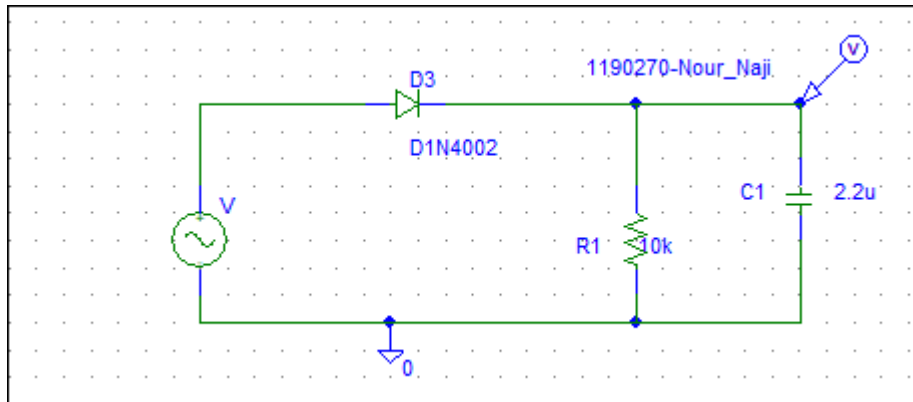 V
1190270-Nour_Naji
D3
D1N4002
V
C1 2.2u
R1 10k
0